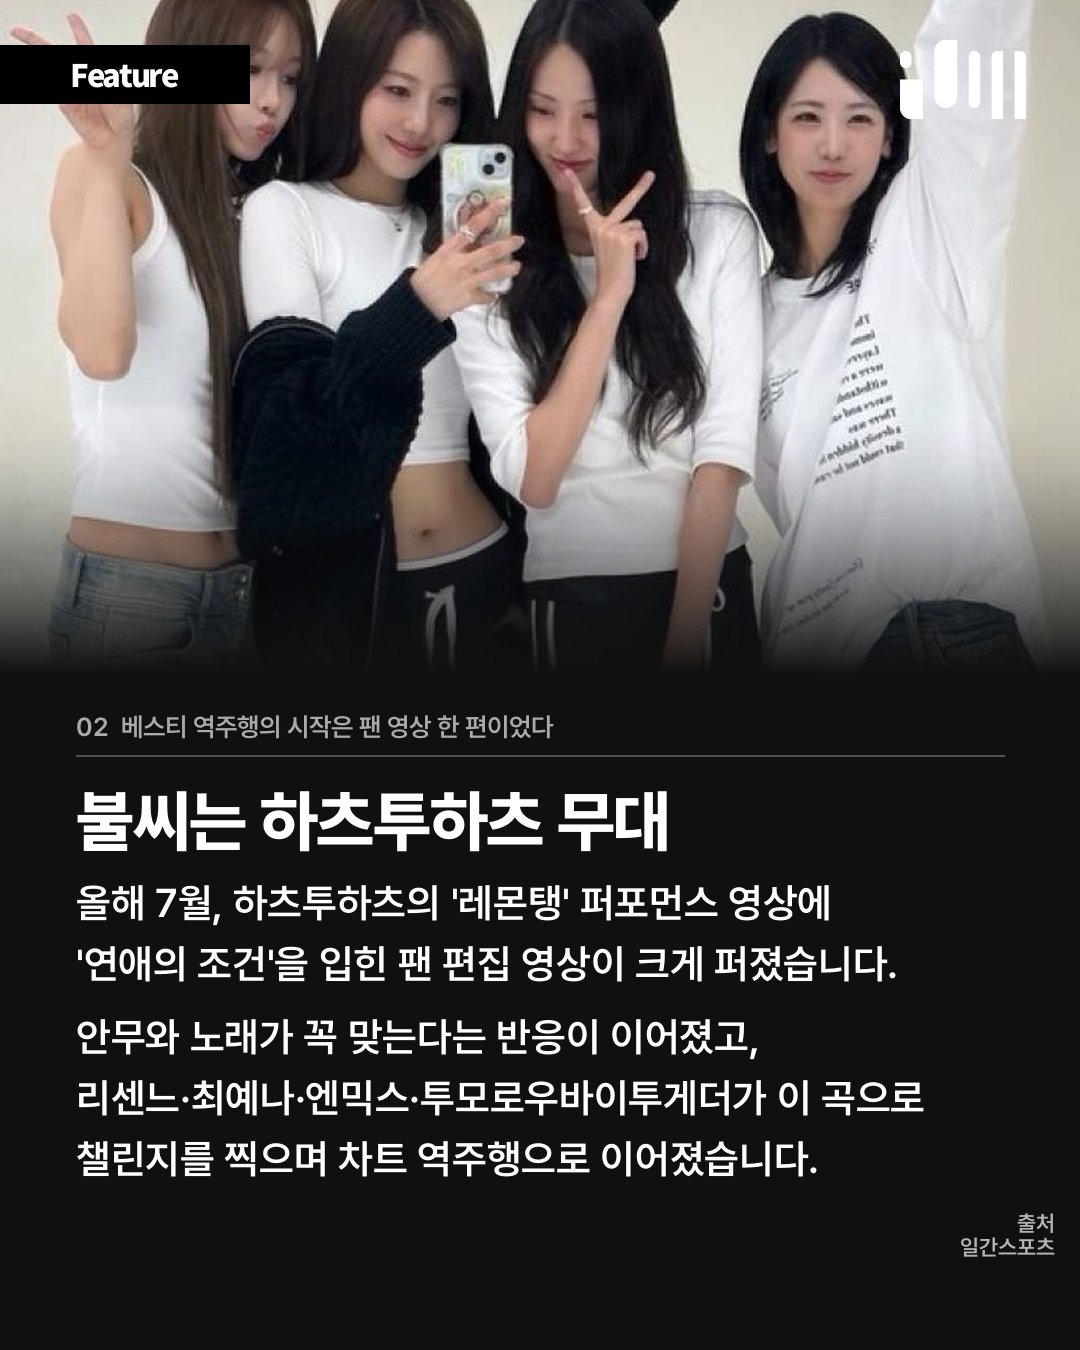 Feature
02 베스티 역주행의 시작은 팬 영상 한 편이었다
불씨는 하츠투하츠 무대
올해 7월, 하츠투하츠의 '레몬탱' 퍼포먼스 영상에
'연애의 조건'을 입힌 팬 편집 영상이 크게 퍼졌습니다.
안무와 노래가 꼭 맞는다는 반응이 이어졌고,
리센느·최예나·엔믹스·투모로우바이투게더가 이 곡으로
챌린지를 찍으며 차트 역주행으로 이어졌습니다.
출처
일간스포츠